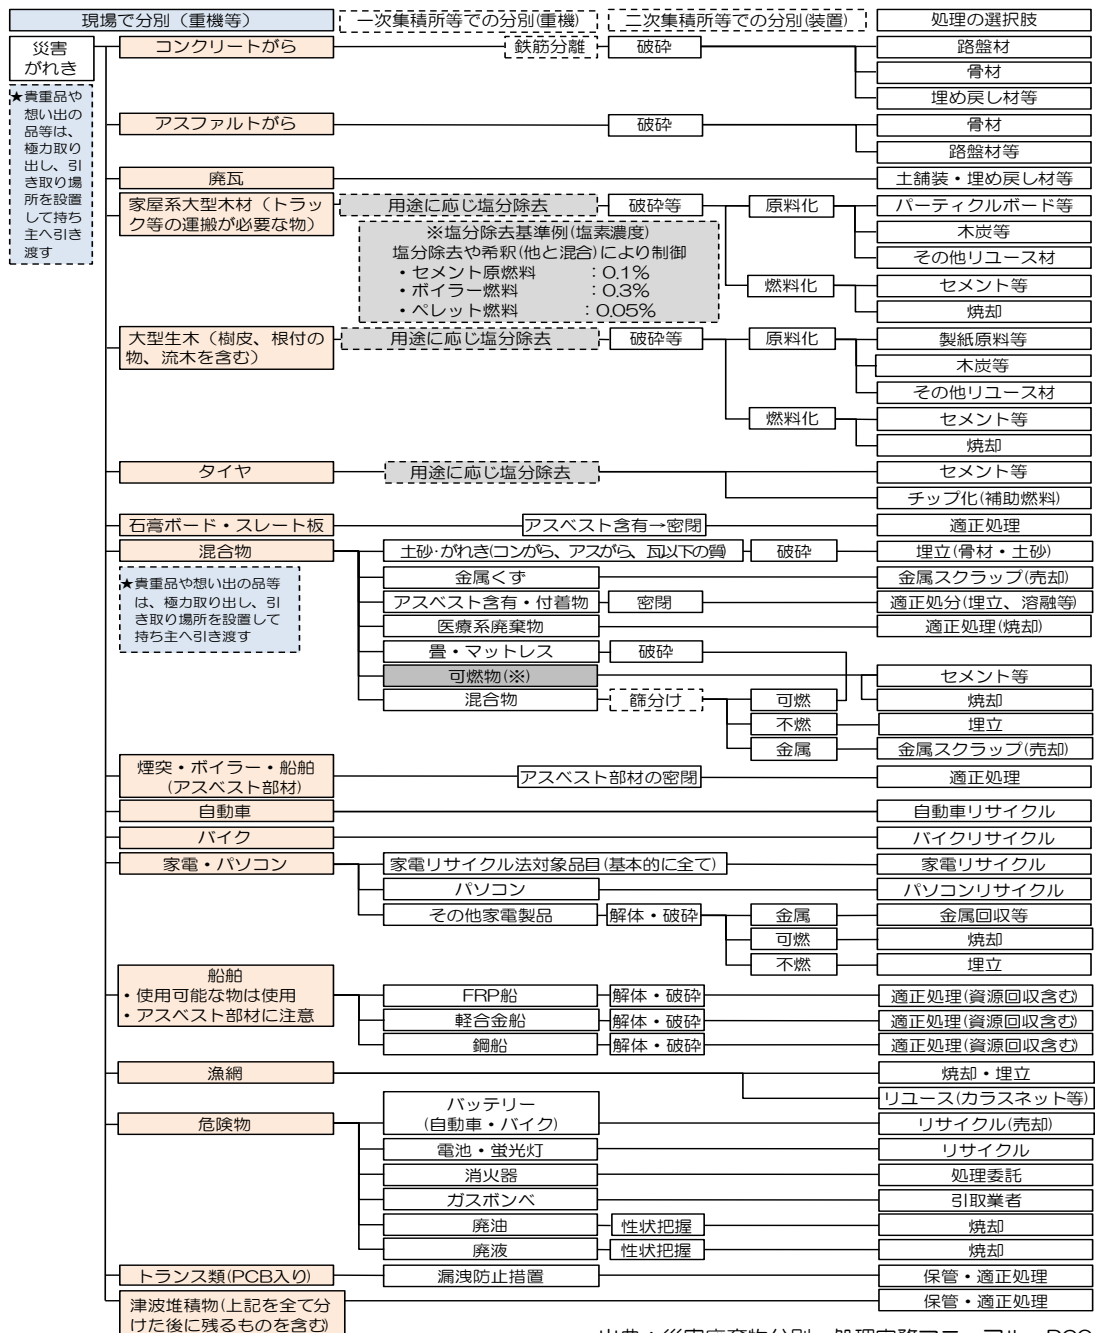 現場で分別（重機等） 一次集積所等での分別(重機) 二次集積所等での分別(装置) 処理の選択肢
災害
がれき
コンクリートがら 鉄筋分離 破砕 路盤材
骨材
埋め戻し材等
★貴重品や
想い出の
品等は、
極力取り
出し、引
き取り場
所を設置
して持ち
主へ引き
渡す
アスファルトがら 破砕 骨材
路盤材等
廃瓦 土舗装・埋め戻し材等
家屋系大型木材（トラッ
ク等の運搬が必要な物）
用途に応じ塩分除去 破砕等 原料化 パーティクルボード等
木炭等
その他リユース材
燃料化 セメント等
焼却
※塩分除去基準例(塩素濃度)
塩分除去や希釈(他と混合)により制御
・セメント原燃料 ：0.1%
・ボイラー燃料 ：0.3%
・ペレット燃料 ：0.05%
大型生木（樹皮、根付の
物、流木を含む）
用途に応じ塩分除去 破砕等 原料化 製紙原料等
木炭等
その他リユース材
燃料化 セメント等
焼却
タイヤ 用途に応じ塩分除去 セメント等
チップ化(補助燃料)
石膏ボード・スレート板 アスベスト含有→密閉 適正処理
混合物 土砂･がれき(コンがら、アスがら、瓦以下の質) 破砕 埋立(骨材・土砂)
★貴重品や想い出の品等
は、極力取り出し、引
き取り場所を設置して
持ち主へ引き渡す
金属くず 金属スクラップ(売却)
アスベスト含有・付着物 密閉 適正処分(埋立、溶融等)
医療系廃棄物 適正処理(焼却)
畳・マットレス 破砕
可燃物(※) セメント等
混合物 篩分け 可燃 焼却
不燃 埋立
金属 金属スクラップ(売却)
煙突・ボイラー・船舶
(アスベスト部材)
アスベスト部材の密閉 適正処理
自動車 自動車リサイクル
バイク バイクリサイクル
家電・パソコン 家電リサイクル法対象品目(基本的に全て) 家電リサイクル
パソコン パソコンリサイクル
その他家電製品 解体・破砕 金属 金属回収等
可燃 焼却
不燃 埋立
船舶
・使用可能な物は使用
・アスベスト部材に注意
FRP船 解体・破砕 適正処理(資源回収含む)
軽合金船 解体・破砕 適正処理(資源回収含む)
鋼船 解体・破砕 適正処理(資源回収含む)
漁網 焼却・埋立
リユース(カラスネット等)
危険物 バッテリー
(自動車・バイク)
リサイクル(売却)
電池・蛍光灯 リサイクル
消火器 処理委託
ガスボンベ 引取業者
廃油 性状把握 焼却
廃液 性状把握 焼却
トランス類(PCB入り) 漏洩防止措置 保管・適正処理
津波堆積物(上記を全て分
けた後に残るものを含む)
保管・適正処理